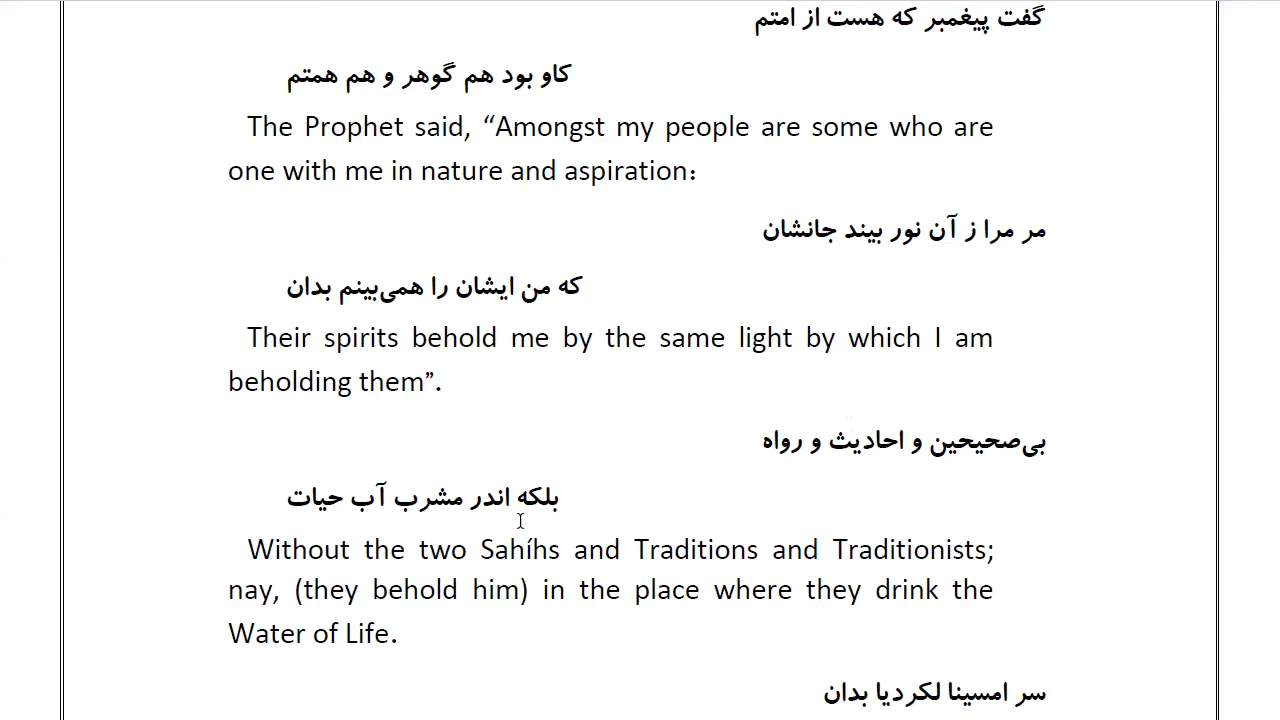 گفت پیغمبر که هست از امتم
کاو بود هم گوهر و هم همتم
The Prophet said, “Amongst my people are some who are
one with me in nature and aspiration:
مر مرا ز آن نور بیند جانشان
که من ایشان را همی‌بینم بدان
Their spirits behold me by the same light by which I am
beholding them”.
بی‌صحیحین و احادیث و رواه
بلکه اندر مشرب آب حیات
Without the two Sahíhs and Traditions and Traditionists;
nay, (they behold him) in the place where they drink the
Water of Life.
سر امسینا لکردیا بدان